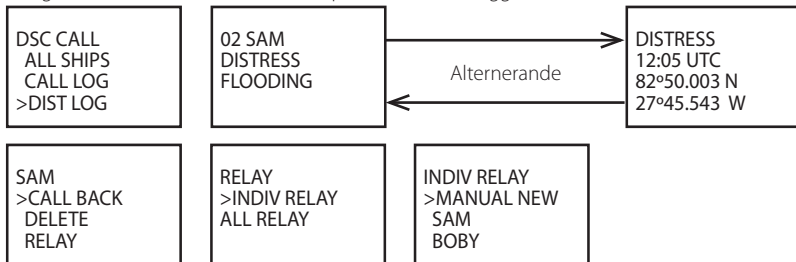 DSC CALL
ALL SHIPS
CALL LOG
>DIST LOG
02 SAM
DISTRESS
FLOODING
Alternerande
DISTRESS
12:05 UTC
82º50.003 N
27º45.543 W
SAM
>CALL BACK
DELETE
RELAY
RELAY
>INDIV RELAY
ALL RELAY
INDIV RELAY
>MANUAL NEW
SAM
BOBY